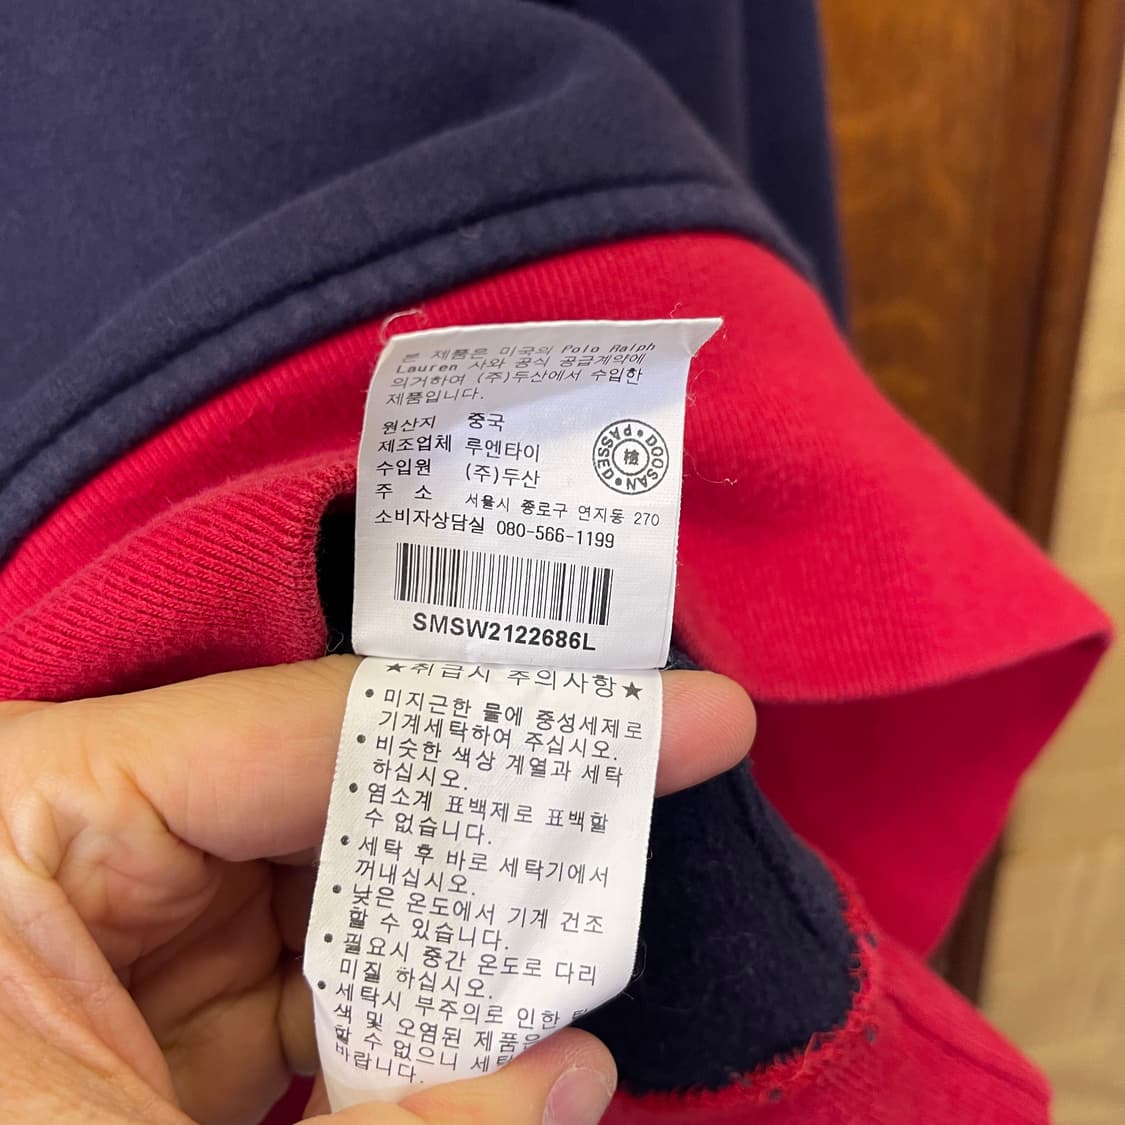 본 제품은 미국의 Polo Ralph
Lauren 사와 공식 공급계약에
의거하여 (주)두산에서 수입한
제품입니다.
원산지 중국
제조업체 루엔타이
수입원 (주)두산
주 소 서울시 종로구 연지동 270
소비자상담실 080-566-1199
DOOSAN PASSED
檢
SMSW2122686L
★취급시 주의사항★
• 미지근한 물에 중성세제로
기계세탁하여 주십시오.
• 비슷한 색상 계열과 세탁
하십시오.
• 염소계 표백제로 표백할
수 없습니다.
• 세탁 후 바로 세탁기에서
꺼내십시오.
• 낮은 온도에서 기계 건조
할 수 있습니다.
• 필요시 중간 온도로 다리
미질 하십시오.
• 세탁시 부주의로 인한
색 및 오염된 제품은
할 수 없으니 세탁
바랍니다.